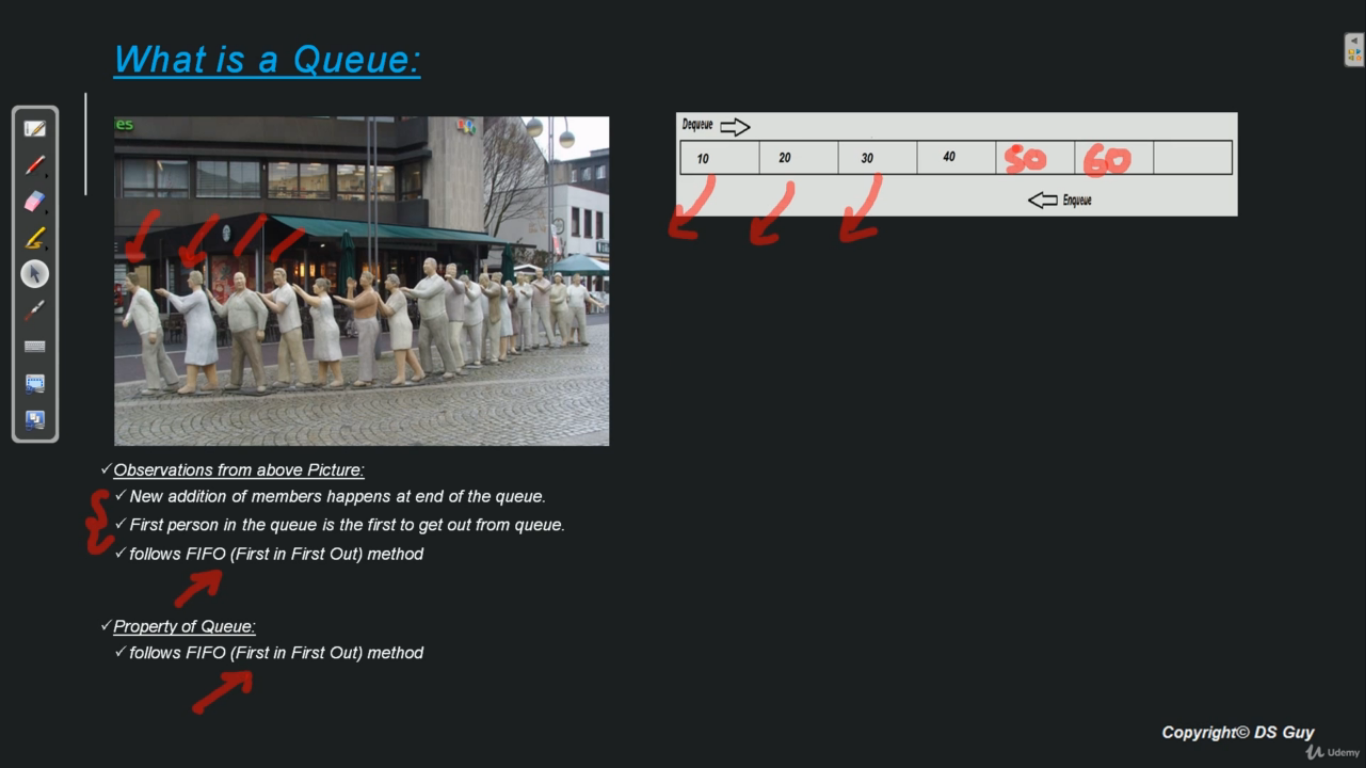 What is a Queue:
es
Dequeue
10 20 30 40 50 60
Enqueue
✓Observations from above Picture:
✓New addition of members happens at end of the queue.
✓First person in the queue is the first to get out from queue.
✓follows FIFO (First in First Out) method
✓Property of Queue:
✓follows FIFO (First in First Out) method
Copyright© DS Guy
Udemy